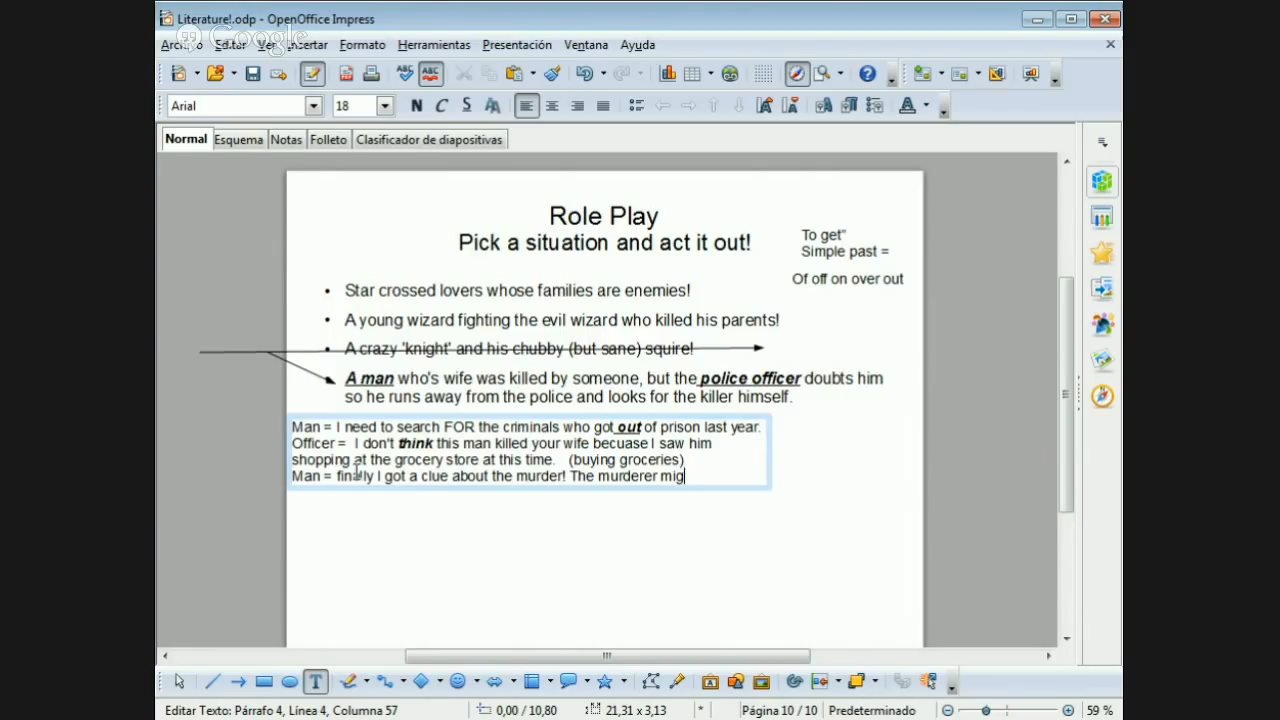 Literature!.odp - OpenOffice Impress
Google
Archivo Editar Ver Insertar Formato Herramientas Presentación Ventana Ayuda
Arial 18 N C S
Normal Esquema Notas Folleto Clasificador de diapositivas
Role Play
Pick a situation and act it out!
To get"
Simple past =
Of off on over out
• Star crossed lovers whose families are enemies!
• A young wizard fighting the evil wizard who killed his parents!
• A crazy 'knight' and his chubby (but sane) squire!
A man who's wife was killed by someone, but the police officer doubts him
so he runs away from the police and looks for the killer himself.
Man = I need to search FOR the criminals who got out of prison last year.
Officer = I don't think this man killed your wife becuase I saw him
shopping at the grocery store at this time. (buying groceries)
Man = finally I got a clue about the murder! The murderer mig
Editar Texto: Párrafo 4, Línea 4, Columna 57 0,00 / 10,80 21,31 x 3,13 * Página 10 / 10 Predeterminado 59 %